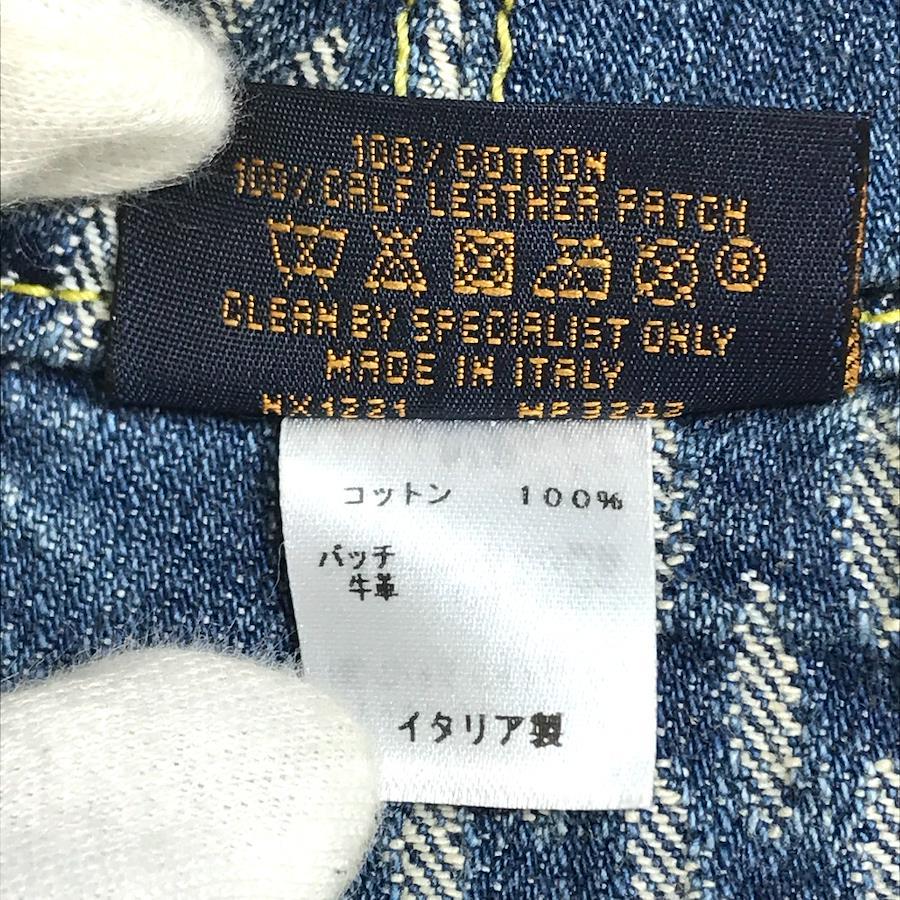 100% COTTON
100% CALF LEATHER PATCH
®
CLEAN BY SPECIALIST ONLY
MADE IN ITALY
コットン 100%
パッチ
牛革
イタリア製